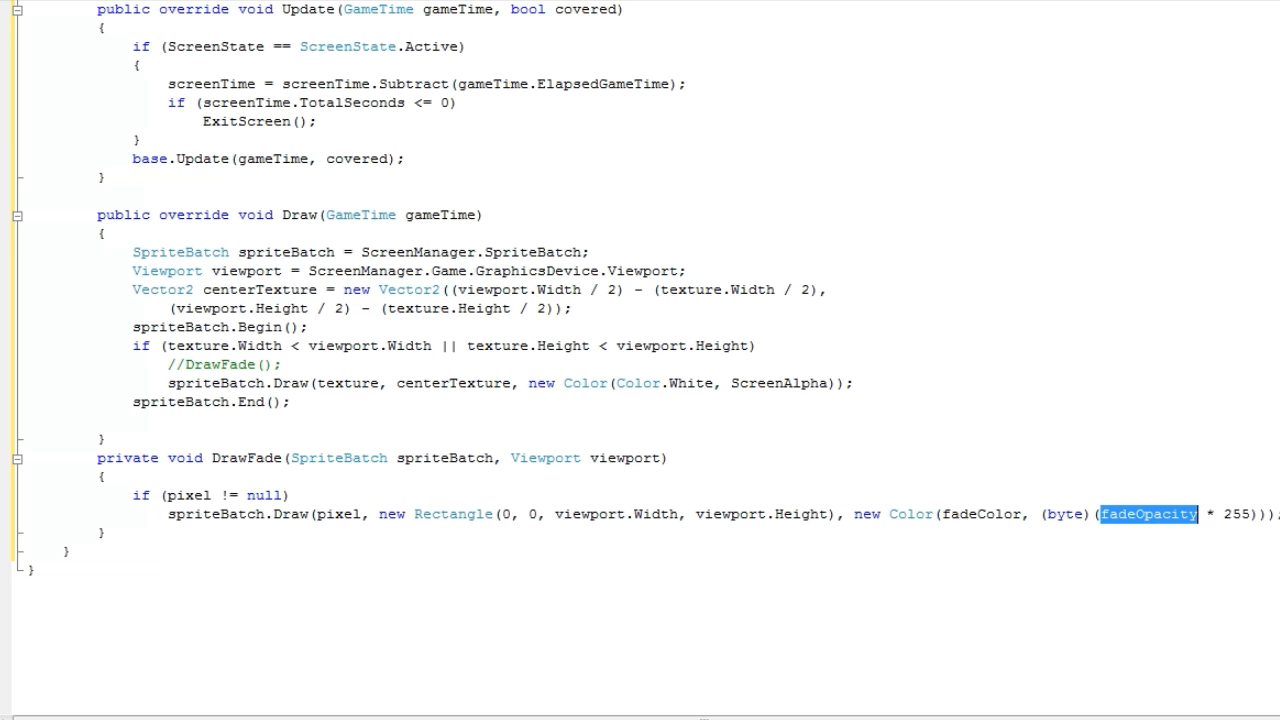 public override void Update(GameTime gameTime, bool covered)
{
if (ScreenState == ScreenState.Active)
{
screenTime = screenTime.Subtract(gameTime.ElapsedGameTime);
if (screenTime.TotalSeconds <= 0)
ExitScreen();
}
base.Update(gameTime, covered);
}
public override void Draw(GameTime gameTime)
{
SpriteBatch spriteBatch = ScreenManager.SpriteBatch;
Viewport viewport = ScreenManager.Game.GraphicsDevice.Viewport;
Vector2 centerTexture = new Vector2((viewport.Width / 2) - (texture.Width / 2),
(viewport.Height / 2) - (texture.Height / 2));
spriteBatch.Begin();
if (texture.Width < viewport.Width || texture.Height < viewport.Height)
//DrawFade();
spriteBatch.Draw(texture, centerTexture, new Color(Color.White, ScreenAlpha));
spriteBatch.End();
}
private void DrawFade(SpriteBatch spriteBatch, Viewport viewport)
{
if (pixel != null)
spriteBatch.Draw(pixel, new Rectangle(0, 0, viewport.Width, viewport.Height), new Color(fadeColor, (byte)(fadeOpacity * 255)));
}
}
}